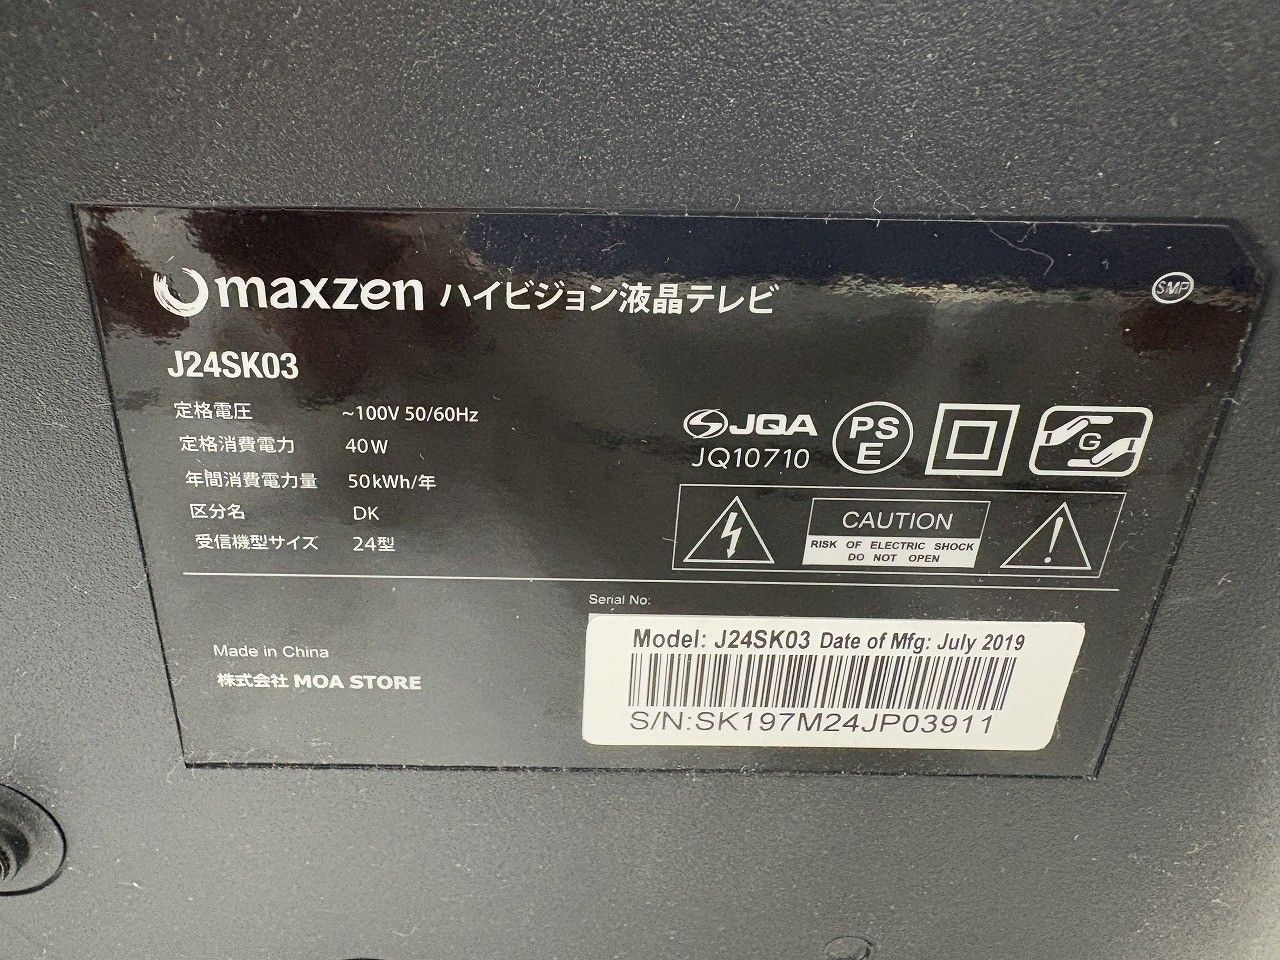 maxzen ハイビジョン液晶テレビ
SMP
J24SK03
定格電圧 ~100V 50/60Hz
定格消費電力 40W
年間消費電力量 50kWh/年
区分名 DK
受信機型サイズ 24型
JQA
JQ10710
PS
E
G
CAUTION
RISK OF ELECTRIC SHOCK
DO NOT OPEN
Serial No:
Model: J24SK03 Date of Mfg: July 2019
S/N:SK197M24JP03911
Made in China
株式会社 MOA STORE